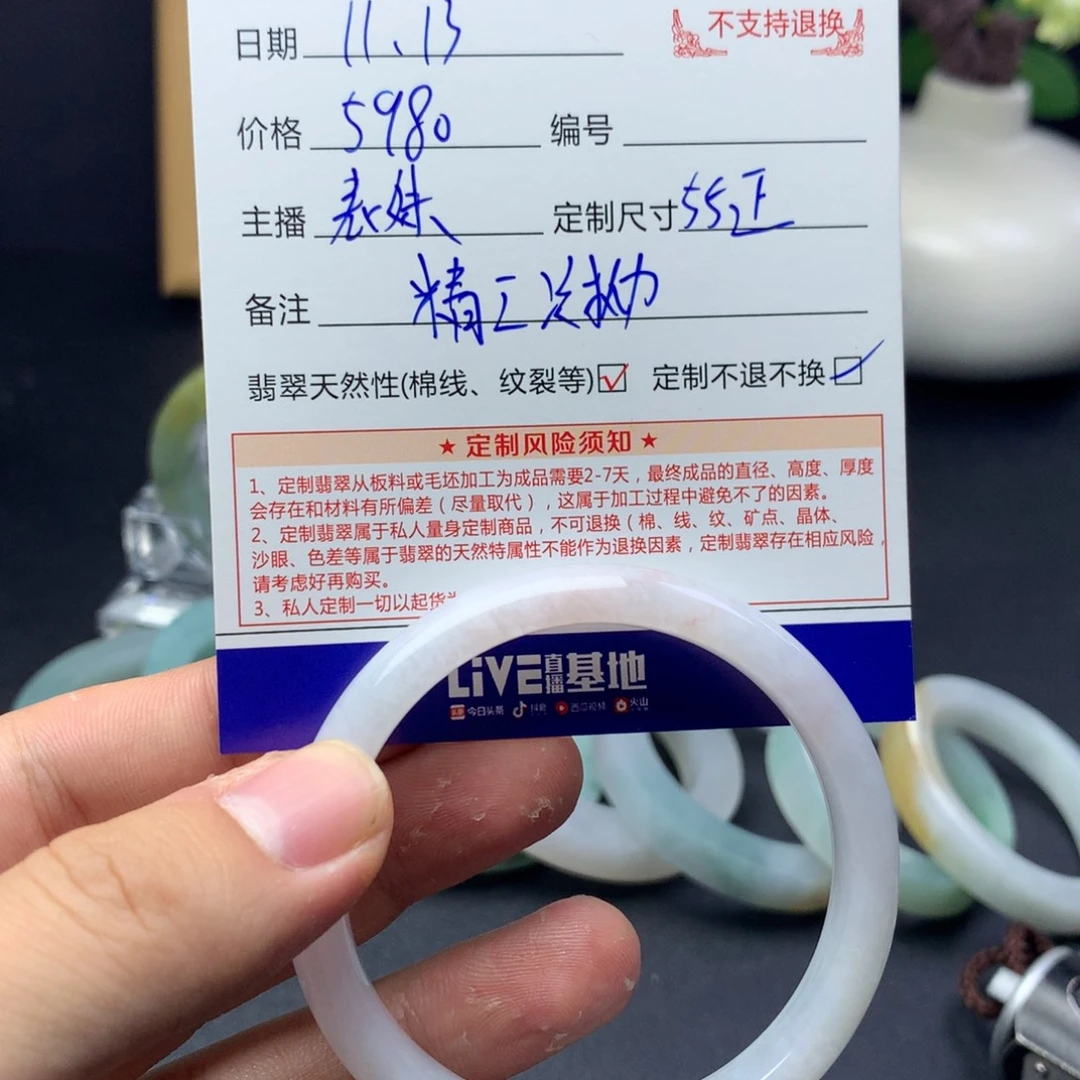 不支持退换
日期 11、13
价格 5980 编号
主播 表妹 定制尺寸 55正
备注 精工
翡翠天然性(棉线、纹裂等)☑ 定制不退不换☑
★ 定制风险须知 ★
1、定制翡翠从板料或毛坯加工为成品需要2-7天，最终成品的直径、高度、厚度
会存在和材料有所偏差（尽量取代），这属于加工过程中避免不了的因素。
2、定制翡翠属于私人量身定制商品，不可退换（棉、线、纹、矿点、晶体、
沙眼、色差等属于翡翠的天然特属性不能作为退换因素，定制翡翠存在相应风险，
请考虑好再购买。
3、私人定制一切以起货
LiVE直播基地
今日头条 抖音 西瓜视频 火山